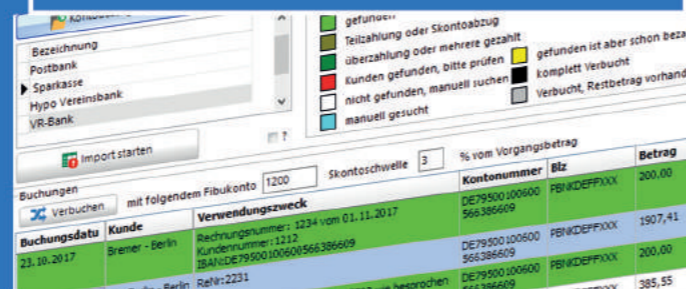 gefunden
Teilzahlung oder Skontoabzug
überzahlung oder mehrere gezahlt
Kunden gefunden, bitte prüfen
gefunden ist aber schon beza
nicht gefunden, manuell suchen
komplett Verbucht
manuell gesucht
Verbucht, Restbetrag vorhand
Bezeichnung
Postbank
Sparkasse
Hypo Vereinsbank
VR-Bank
Import starten
?
Buchungen
Verbuchen mit folgendem Fibukonto 1200 Skontoschwelle 3 % vom Vorgangsbetrag
Buchungsdatu Kunde Verwendungszweck Kontonummer Blz Betrag
23.10.2017 Bremer - Berlin Rechnungsnummer: 1234 vom 01.11.2017 DE79500100600 PBNKDEFFXXX 200,00
Kundennummer:1212 566386609
IBAN:DE79500100600566386609
Berlin ReNr:2231 DE79500100600 PBNKDEFFXXX 1907,41
566386609
besprochen DE79500100600 PBNKDEFFXXX 200,00
566386609
385,55